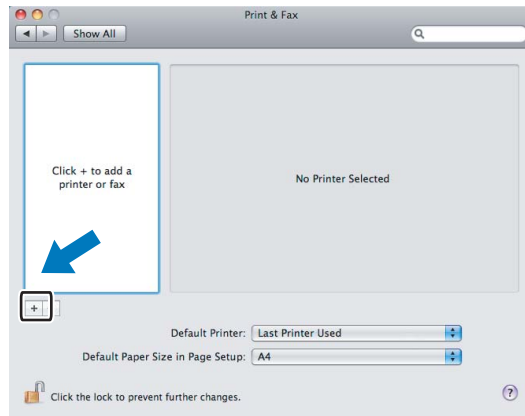 Print & Fax
Show All
Click + to add a
printer or fax
No Printer Selected
+
Default Printer: Last Printer Used
Default Paper Size in Page Setup: A4
Click the lock to prevent further changes.
?